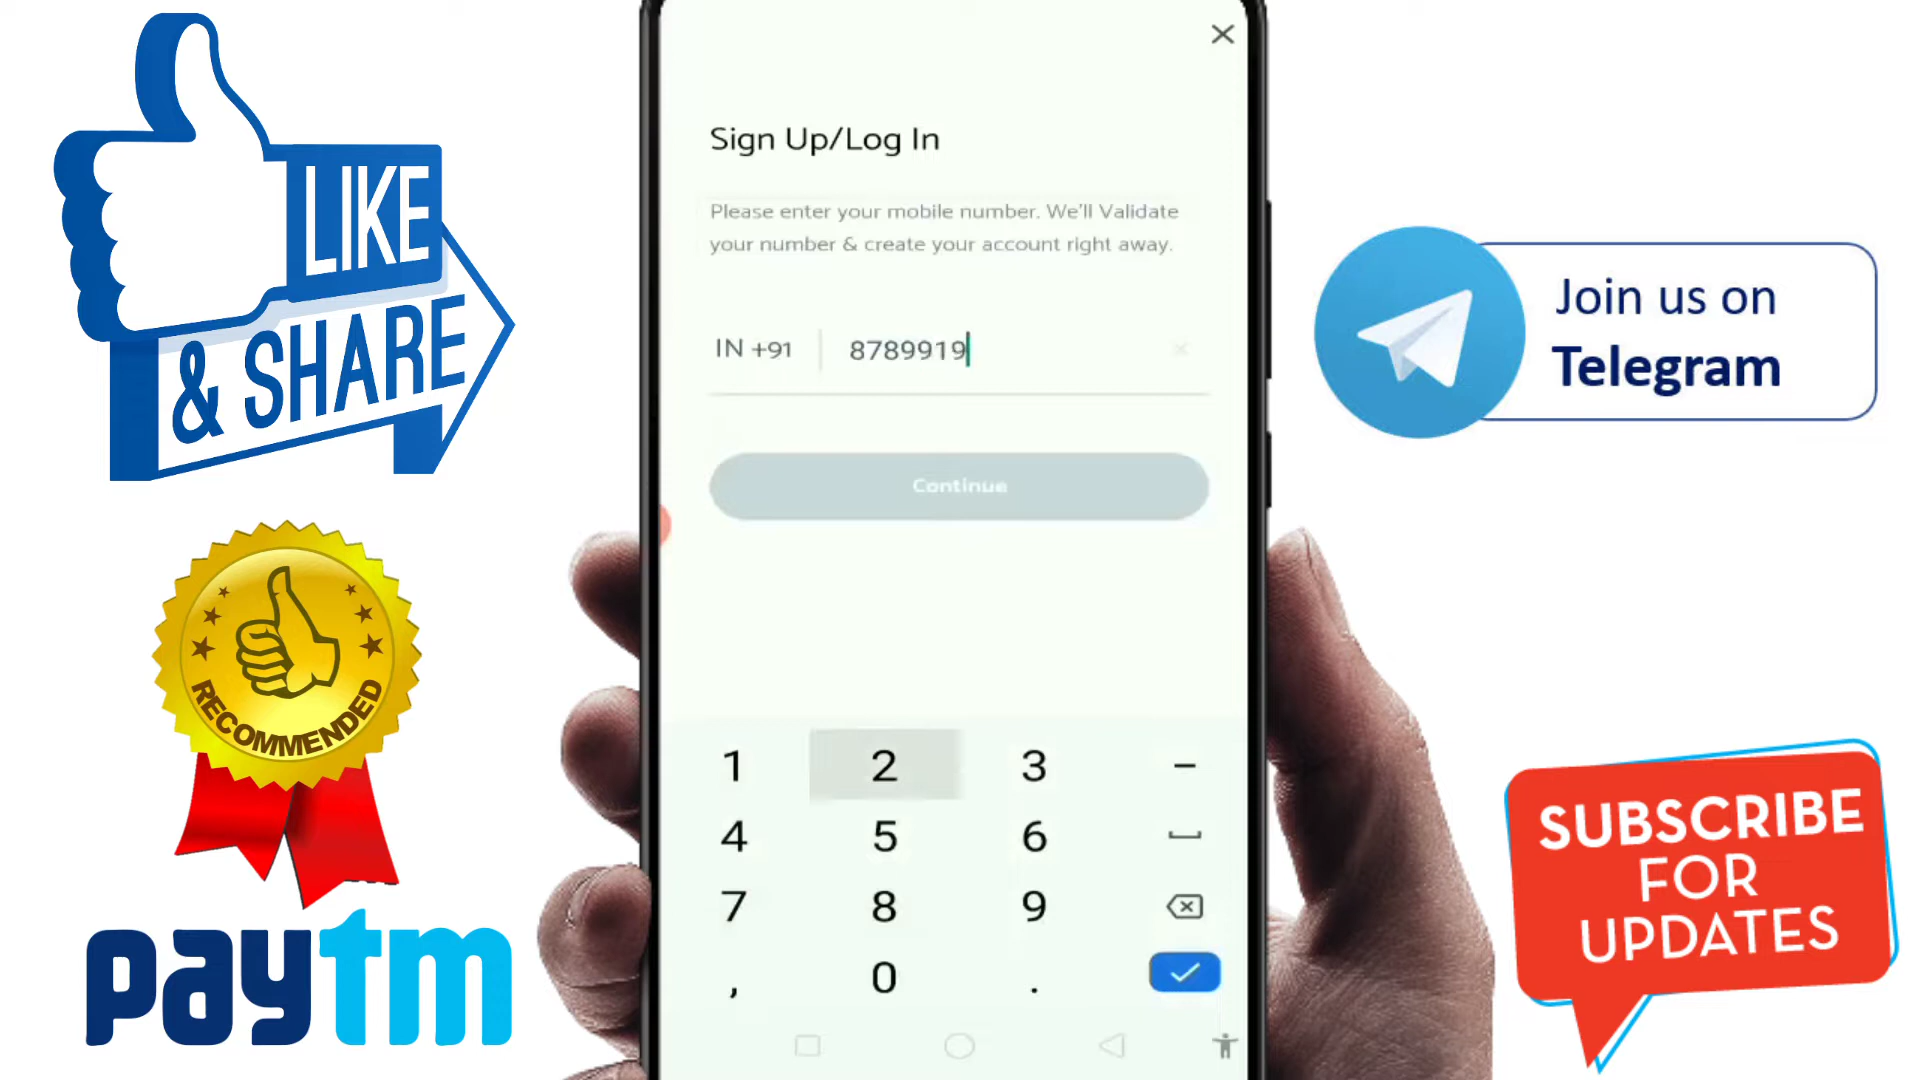 LIKE
& SHARE
RECOMMENDED
paytm
Sign Up/Log In
Please enter your mobile number. We'll Validate
your number & create your account right away.
IN +91 8789919
Continue
1 2 3 –
4 5 6
7 8 9
, 0 .
Join us on
Telegram
SUBSCRIBE
FOR
UPDATES